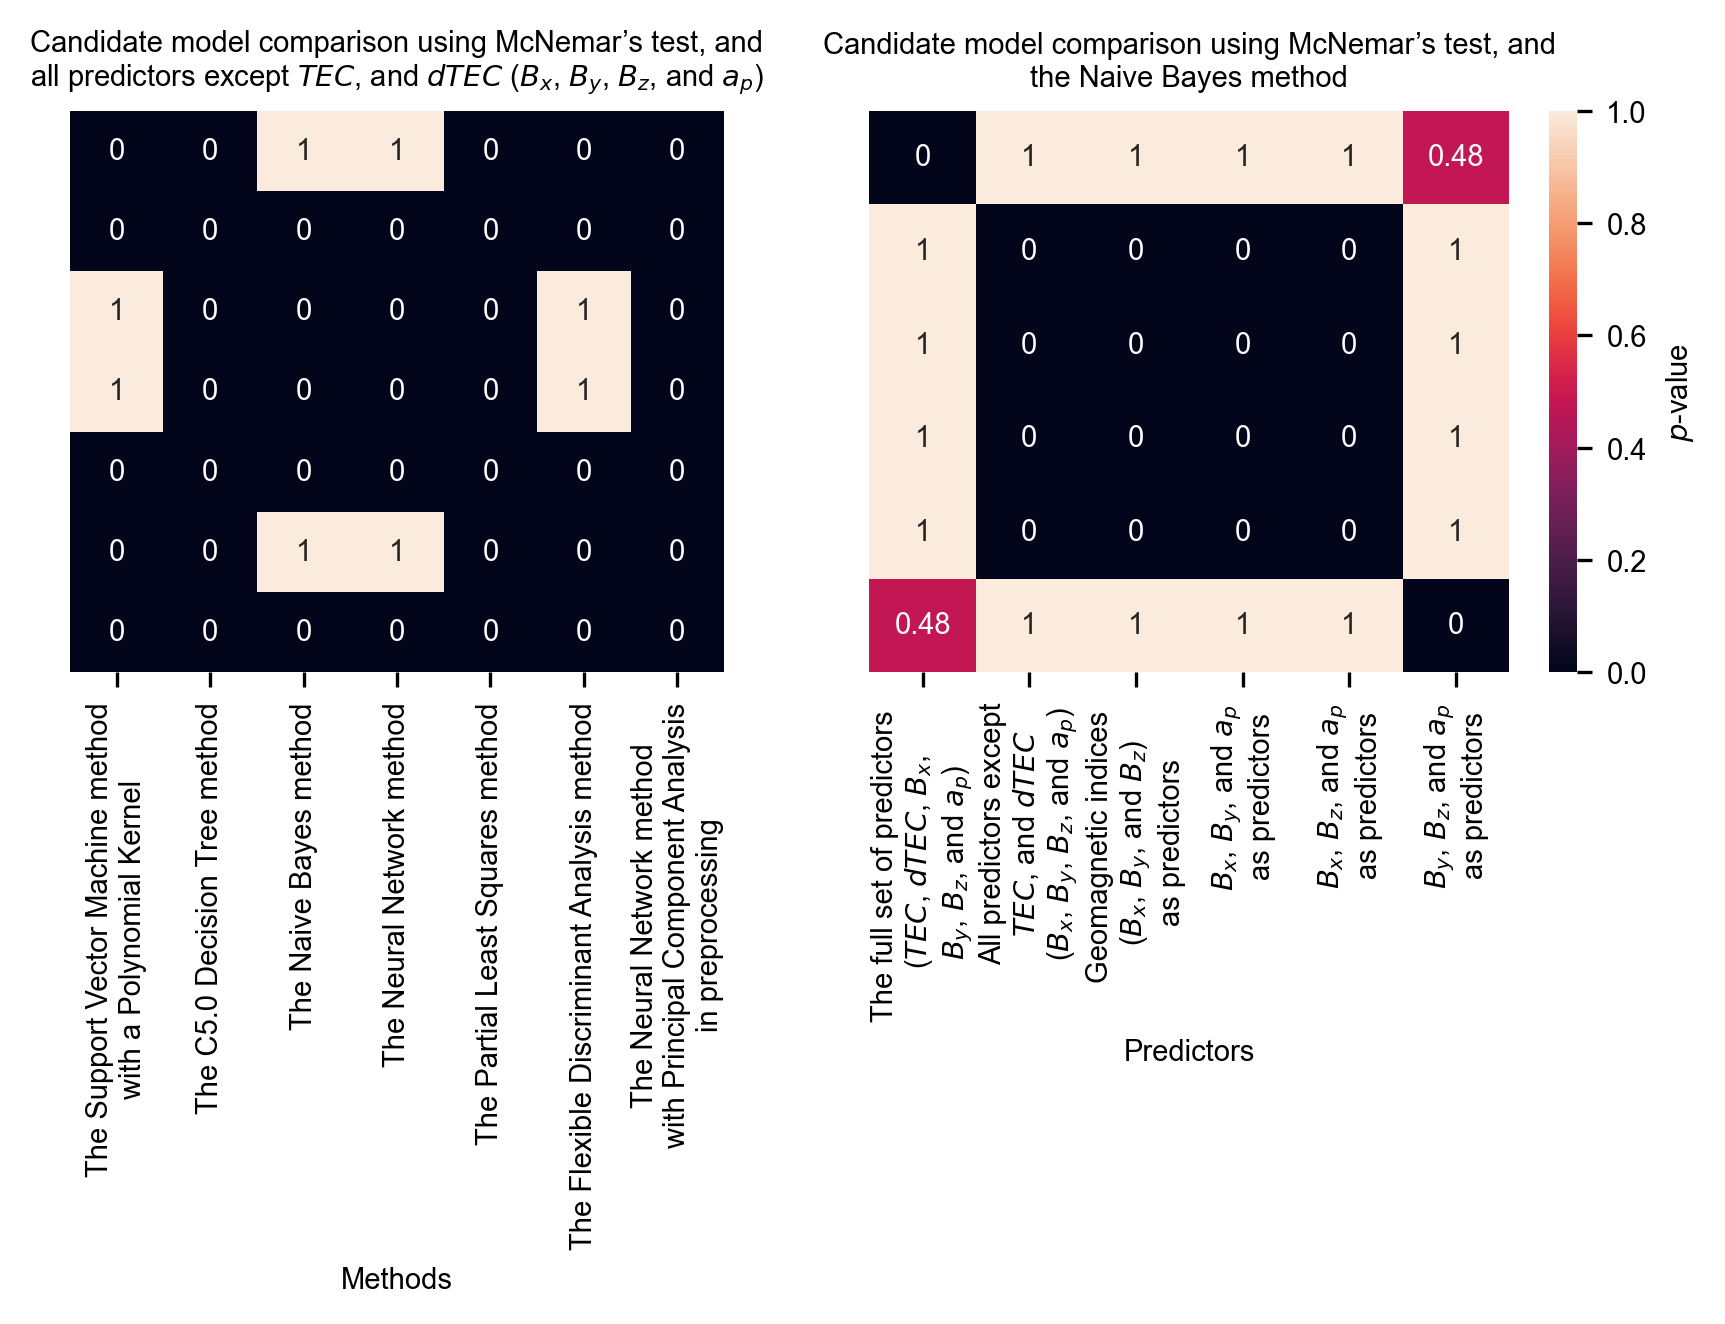 Candidate model comparison using McNemar’s test, and
all predictors except TEC, and dTEC (Bx, By, Bz, and ap)
0 0 1 1 0 0 0
0 0 0 0 0 0 0
1 0 0 0 0 1 0
1 0 0 0 0 1 0
0 0 0 0 0 0 0
0 0 1 1 0 0 0
0 0 0 0 0 0 0
The Support Vector Machine method
with a Polynomial Kernel
The C5.0 Decision Tree method
The Naive Bayes method
The Neural Network method
The Partial Least Squares method
The Flexible Discriminant Analysis method
The Neural Network method
with Principal Component Analysis
in preprocessing
Methods
Candidate model comparison using McNemar’s test, and
the Naive Bayes method
0 1 1 1 1 0.48
1 0 0 0 0 1
1 0 0 0 0 1
1 0 0 0 0 1
1 0 0 0 0 1
0.48 1 1 1 1 0
The full set of predictors
(TEC, dTEC, Bx,
By, Bz, and ap)
All predictors except
TEC, and dTEC
(Bx, By, Bz, and ap)
Geomagnetic indices
(Bx, By, and Bz)
as predictors
Bx, By, and ap
as predictors
Bx, Bz, and ap
as predictors
By, Bz, and ap
as predictors
Predictors
1.0
0.8
0.6
0.4
0.2
0.0
p-value